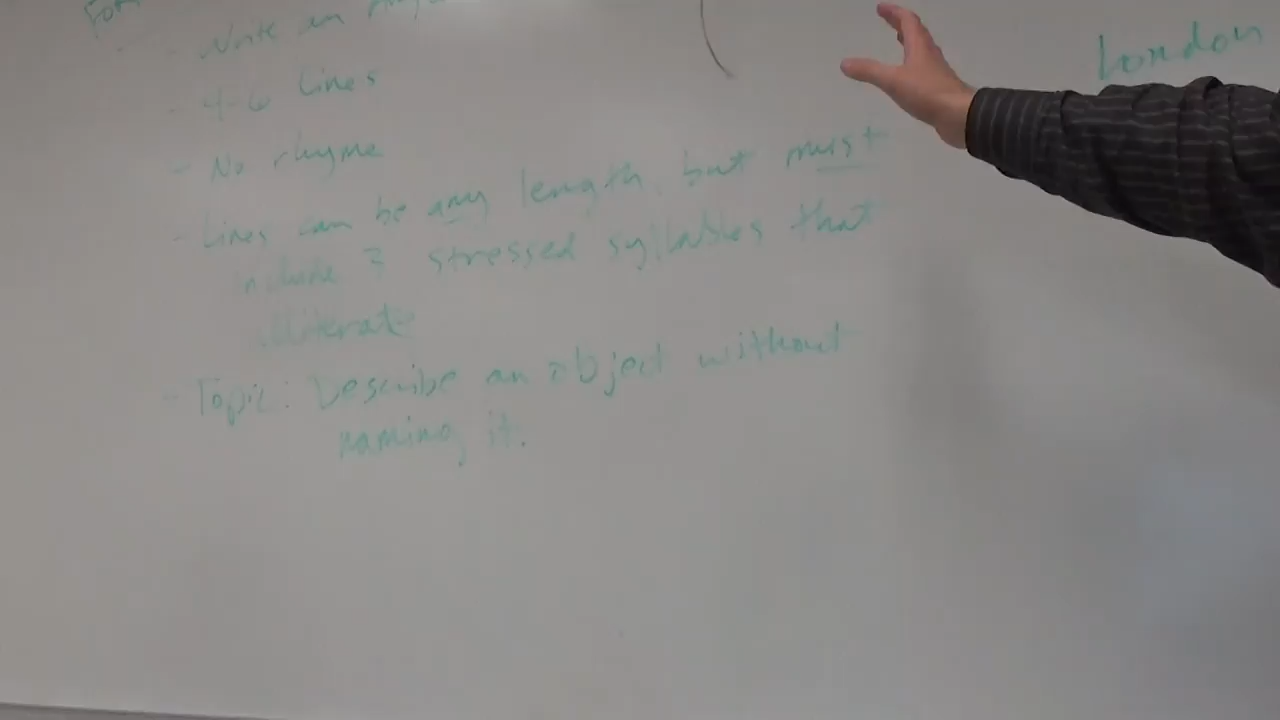 For
- Write an
London
- 4-6 lines
- No rhyme
- Lines can be any length, but must
include 3 stressed syllables that
alliterate
- Topic: Describe an object without
naming it.